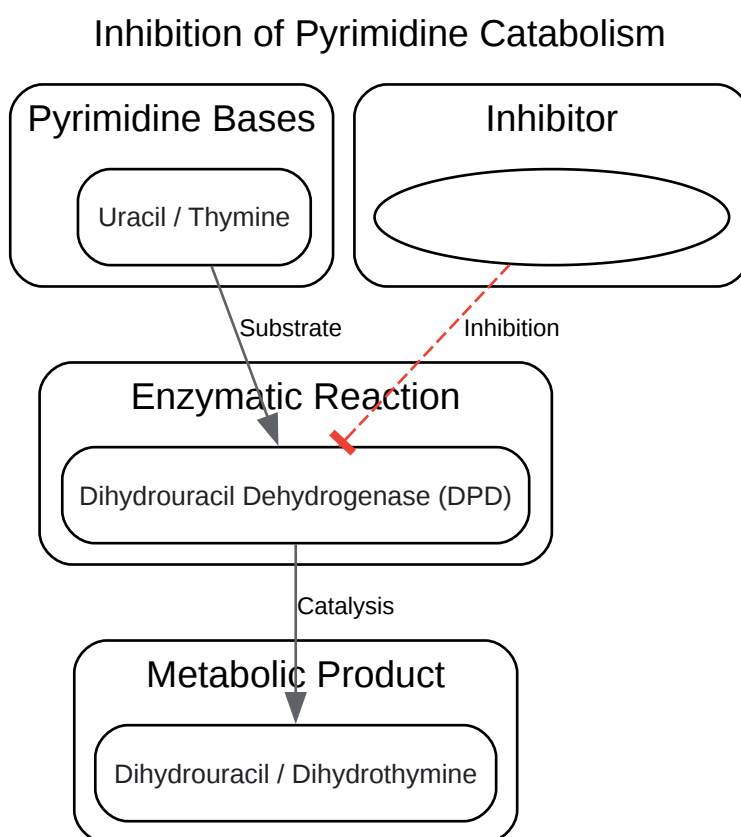 Inhibition of Pyrimidine Catabolism
Pyrimidine Bases
Inhibitor
Uracil / Thymine
Substrate
Inhibition
Enzymatic Reaction
Dihydrouracil Dehydrogenase (DPD)
Catalysis
Metabolic Product
Dihydrouracil / Dihydrothymine